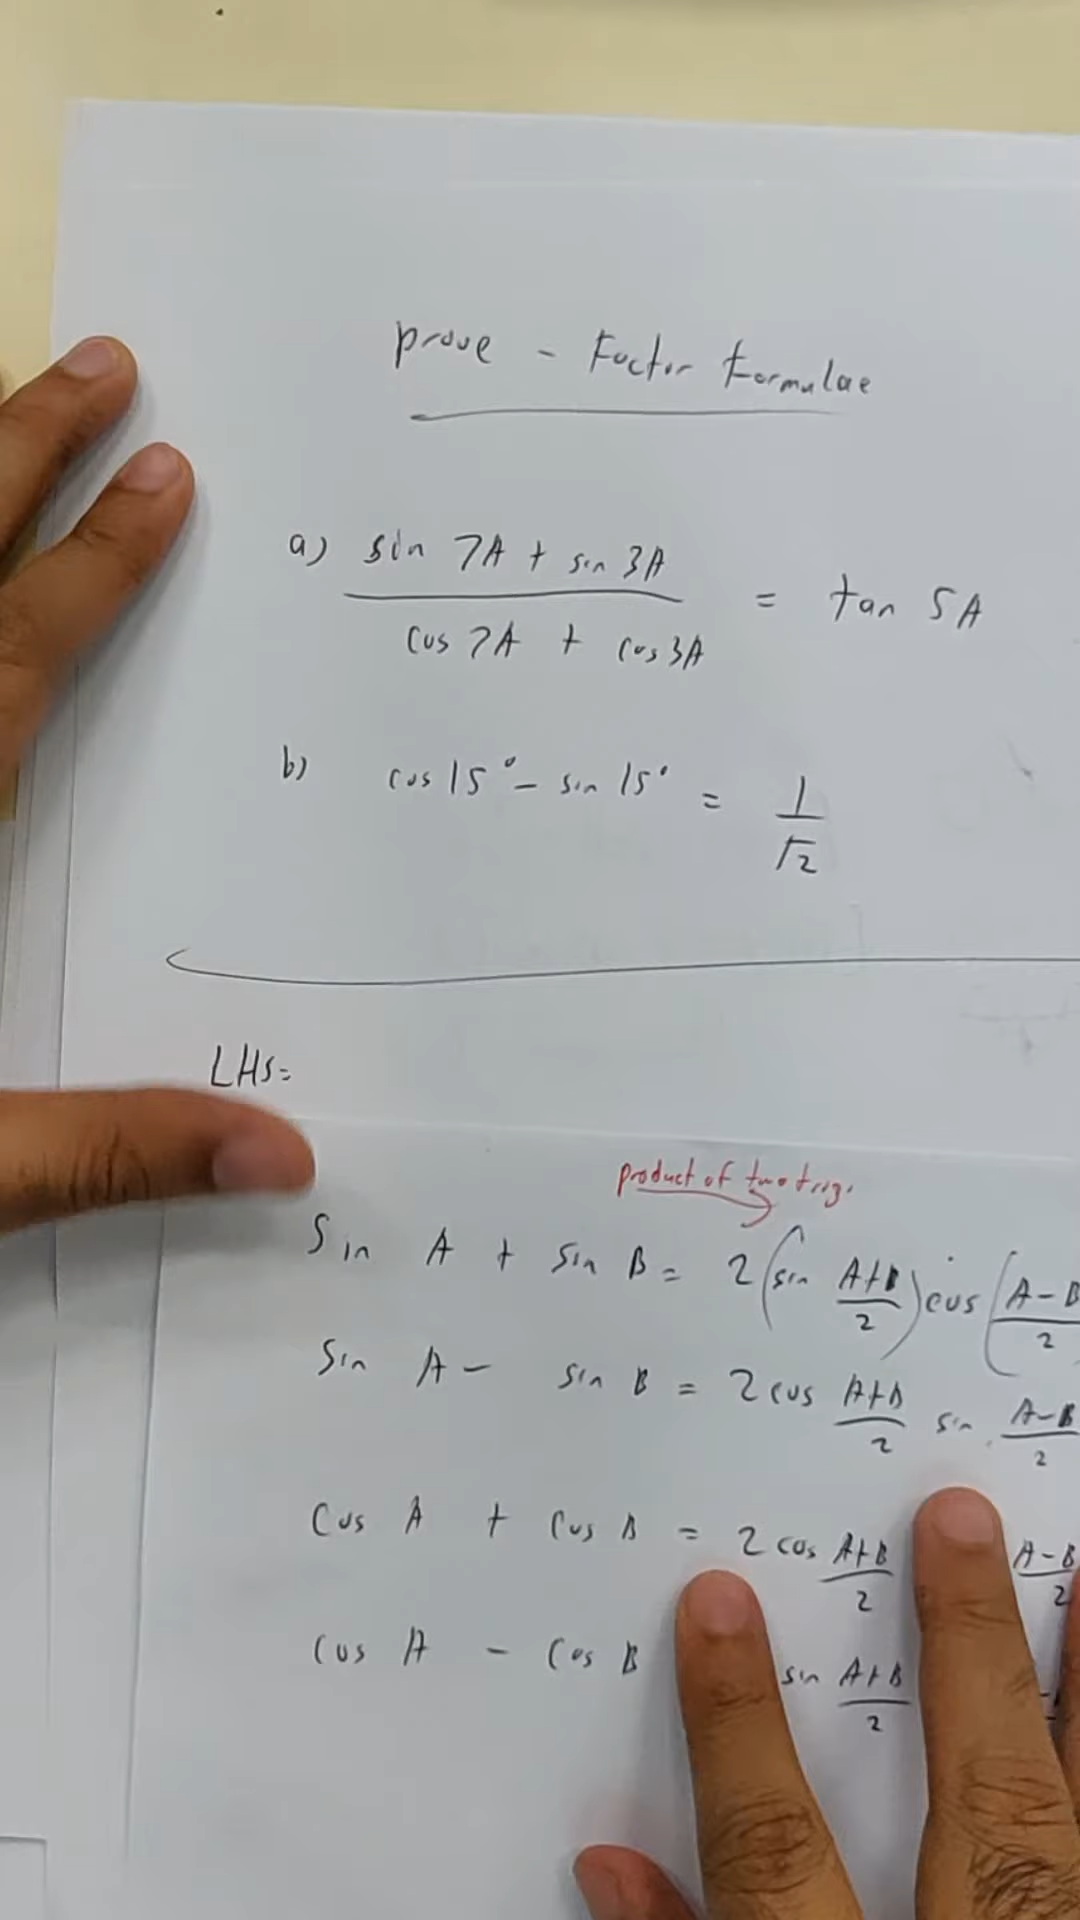 prove - Factor Formulae
a) sin 7A + sin 3A
cos 7A + cos 3A
= tan 5A
b) cos 15° - sin 15° = 1
√2
LHS=
product of two trig.
Sin A + sin B = 2 (sin A+B
2
) cos (A-B
2
Sin A - sin B = 2 cos A+B
2
sin A-B
2
Cos A + Cos B = 2 cos A+B
2
A-B
2
Cos A - Cos B
sin A+B
2